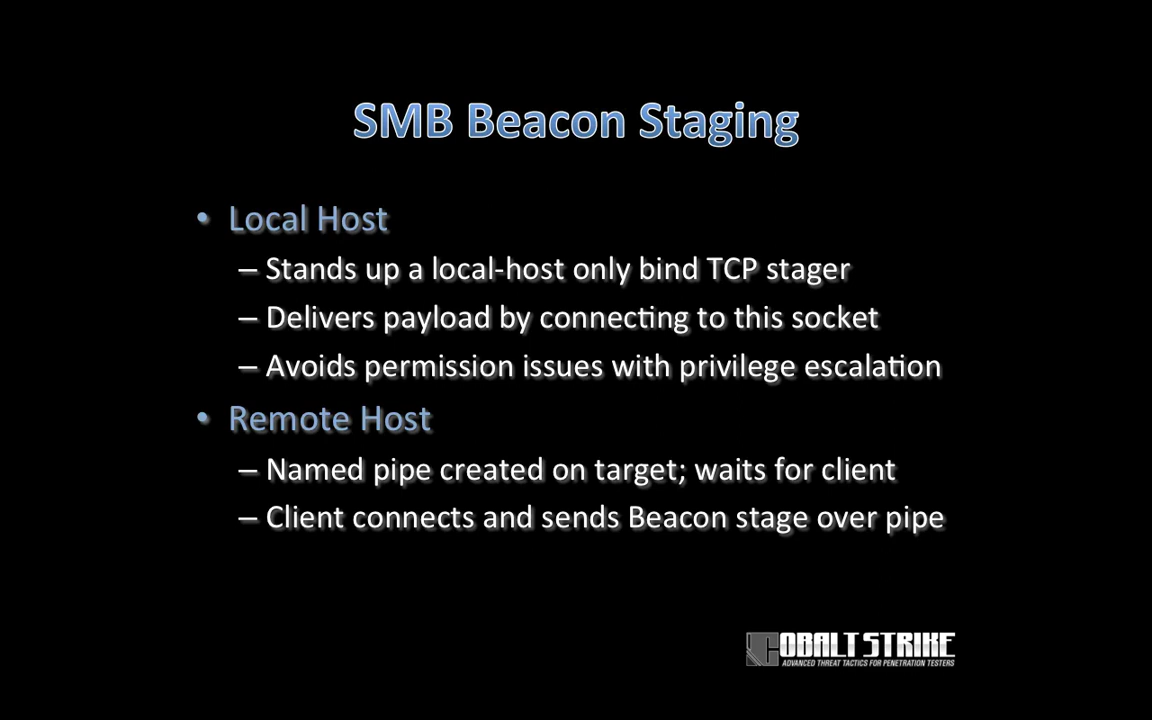 SMB Beacon Staging
• Local Host
– Stands up a local-host only bind TCP stager
– Delivers payload by connecting to this socket
– Avoids permission issues with privilege escalation
• Remote Host
– Named pipe created on target; waits for client
– Client connects and sends Beacon stage over pipe
COBALT STRIKE
ADVANCED THREAT TACTICS FOR PENETRATION TESTERS